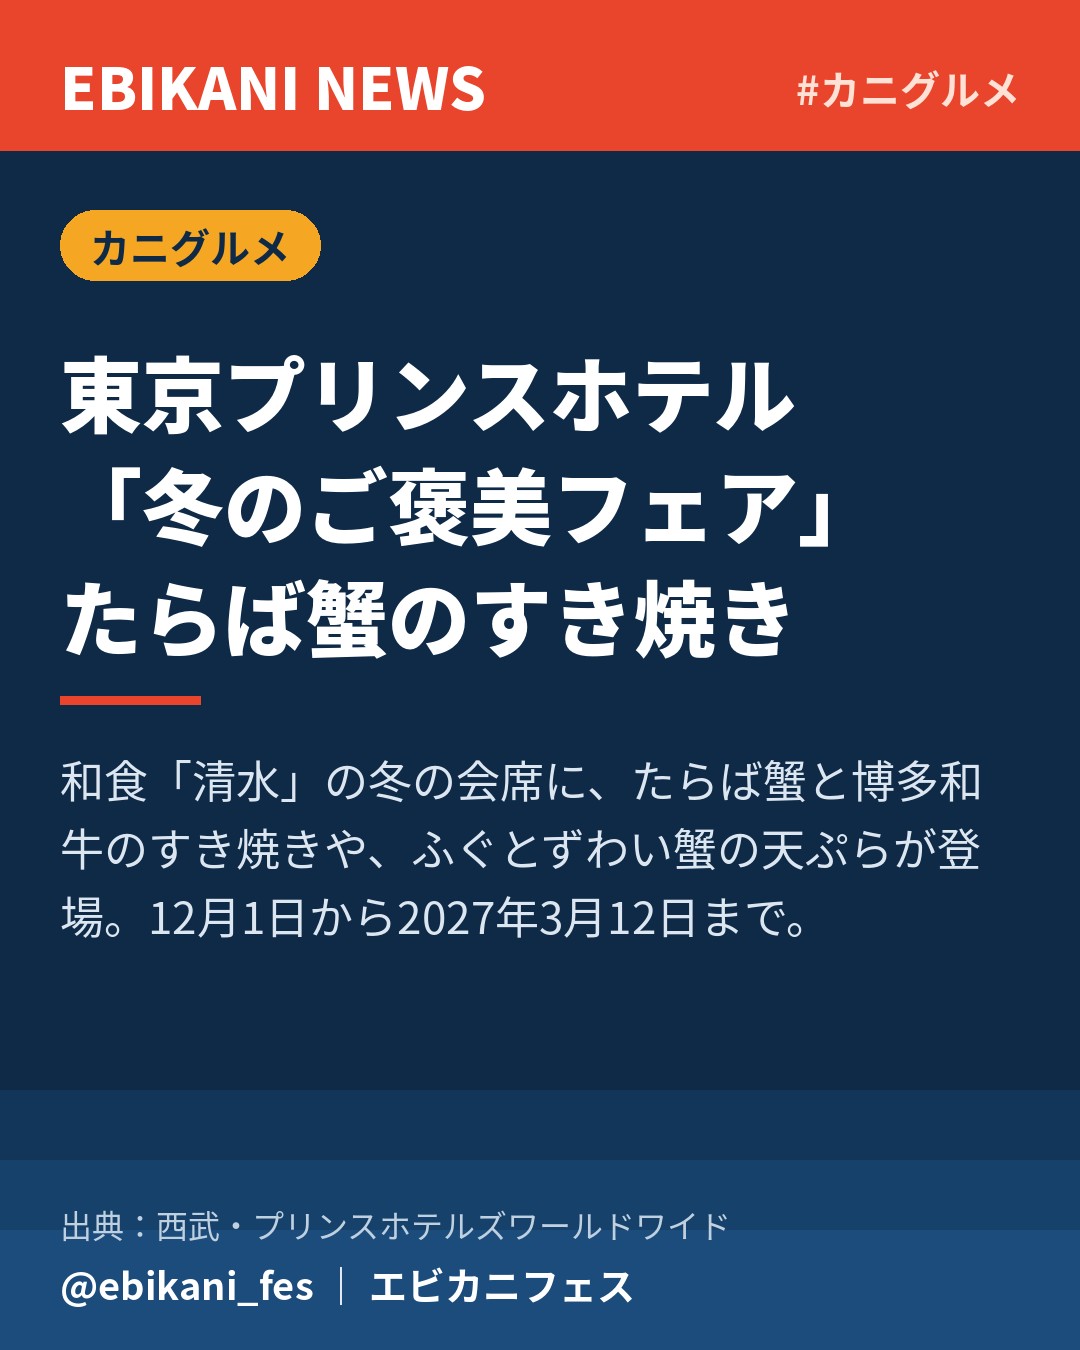 EBIKANI NEWS
#カニグルメ
カニグルメ
東京プリンスホテル
「冬のご褒美フェア」
たらば蟹のすき焼き
和食「清水」の冬の会席に、たらば蟹と博多和
牛のすき焼きや、ふぐとずわい蟹の天ぷらが登
場。12月1日から2027年3月12日まで。
出典：西武・プリンスホテルズワールドワイド
@ebikani_fes ｜ エビカニフェス